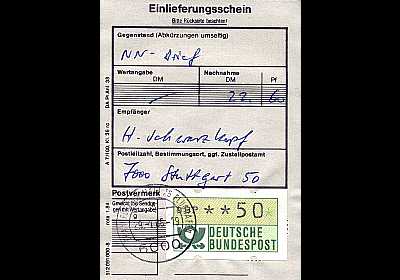 Einlieferungsschein
Bitte Rückseite beachten!
Gegenstand (Abkürzungen umseitig)
NN-Brief
Wertangabe Nachnahme
DM DM Pf
— 22, 60
Empfänger
H. Schwarzkopf
Postleitzahl, Bestimmungsort, ggf. Zustellpostamt
7000 Stuttgart 50
Postvermerk
**50
DEUTSCHE
BUNDESPOST
6000